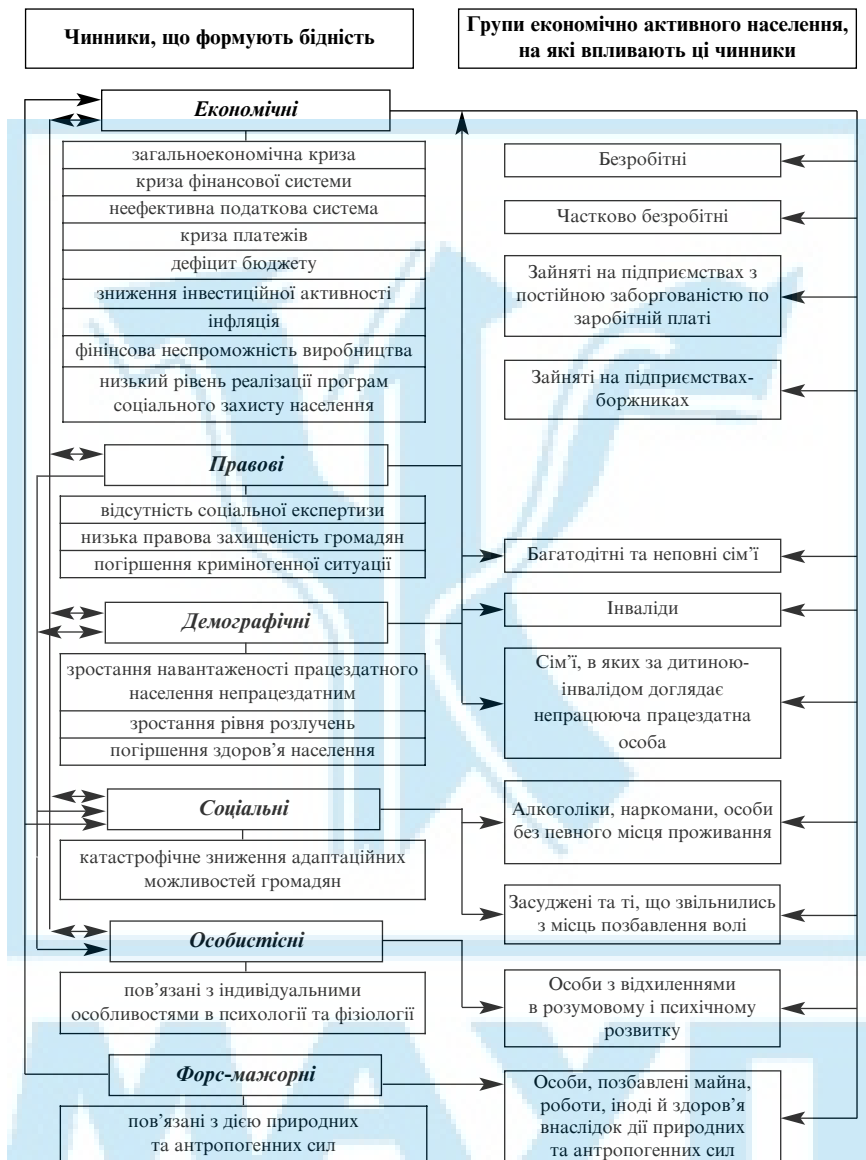 Чинники, що формують бідність
Групи економічно активного населення,
на які впливають ці чинники
Економічні
загальноекономічна криза
криза фінансової системи
неефективна податкова система
криза платежів
дефіцит бюджету
зниження інвестиційної активності
інфляція
фінінсова неспроможність виробництва
низький рівень реалізації програм
соціального захисту населення
Правові
відсутність соціальної експертизи
низька правова захищеність громадян
погіршення криміногенної ситуації
Демографічні
зростання навантаженості працездатного
населення непрацездатним
зростання рівня розлучень
погіршення здоров’я населення
Соціальні
катастрофічне зниження адаптаційних
можливостей громадян
Особистісні
пов’язані з індивідуальними
особливостями в психології та фізіології
Форс-мажорні
пов’язані з дією природних
та антропогенних сил
Безробітні
Частково безробітні
Зайняті на підприємствах з
постійною заборгованістю по
заробітній платі
Зайняті на підприємствах-
боржниках
Багатодітні та неповні сім’ї
Інваліди
Сім’ї, в яких за дитиною-
інвалідом доглядає
непрацююча працездатна
особа
Алкоголіки, наркомани, особи
без певного місця проживання
Засуджені та ті, що звільнились
з місць позбавлення волі
Особи з відхиленнями
в розумовому і психічному
розвитку
Особи, позбавлені майна,
роботи, іноді й здоров’я
внаслідок дії природних
та антропогенних сил
МАУП